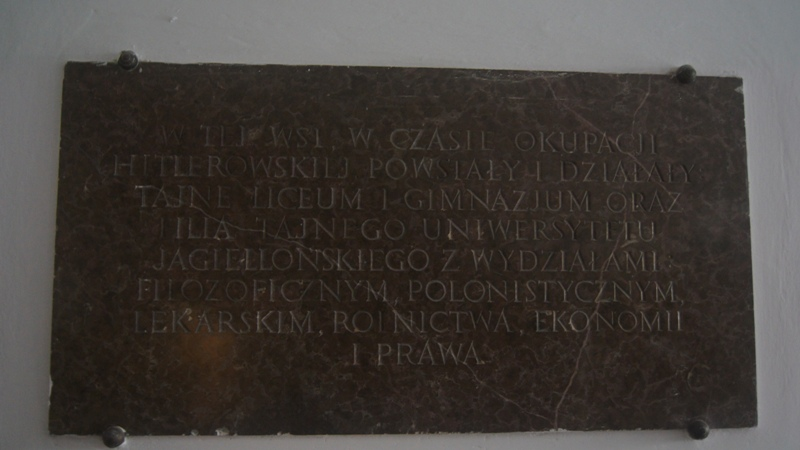 W TEJ WSI, W CZASIE OKUPACJI
HITLEROWSKIEJ POWSTAŁY I DZIAŁAŁY:
TAJNE LICEUM I GIMNAZJUM ORAZ
FILIA TAJNEGO UNIWERSYTETU
JAGIELLOŃSKIEGO Z WYDZIAŁAMI
FILOZOFICZNYM, POLONISTYCZNYM,
LEKARSKIM, ROLNICTWA, EKONOMII
I PRAWA.